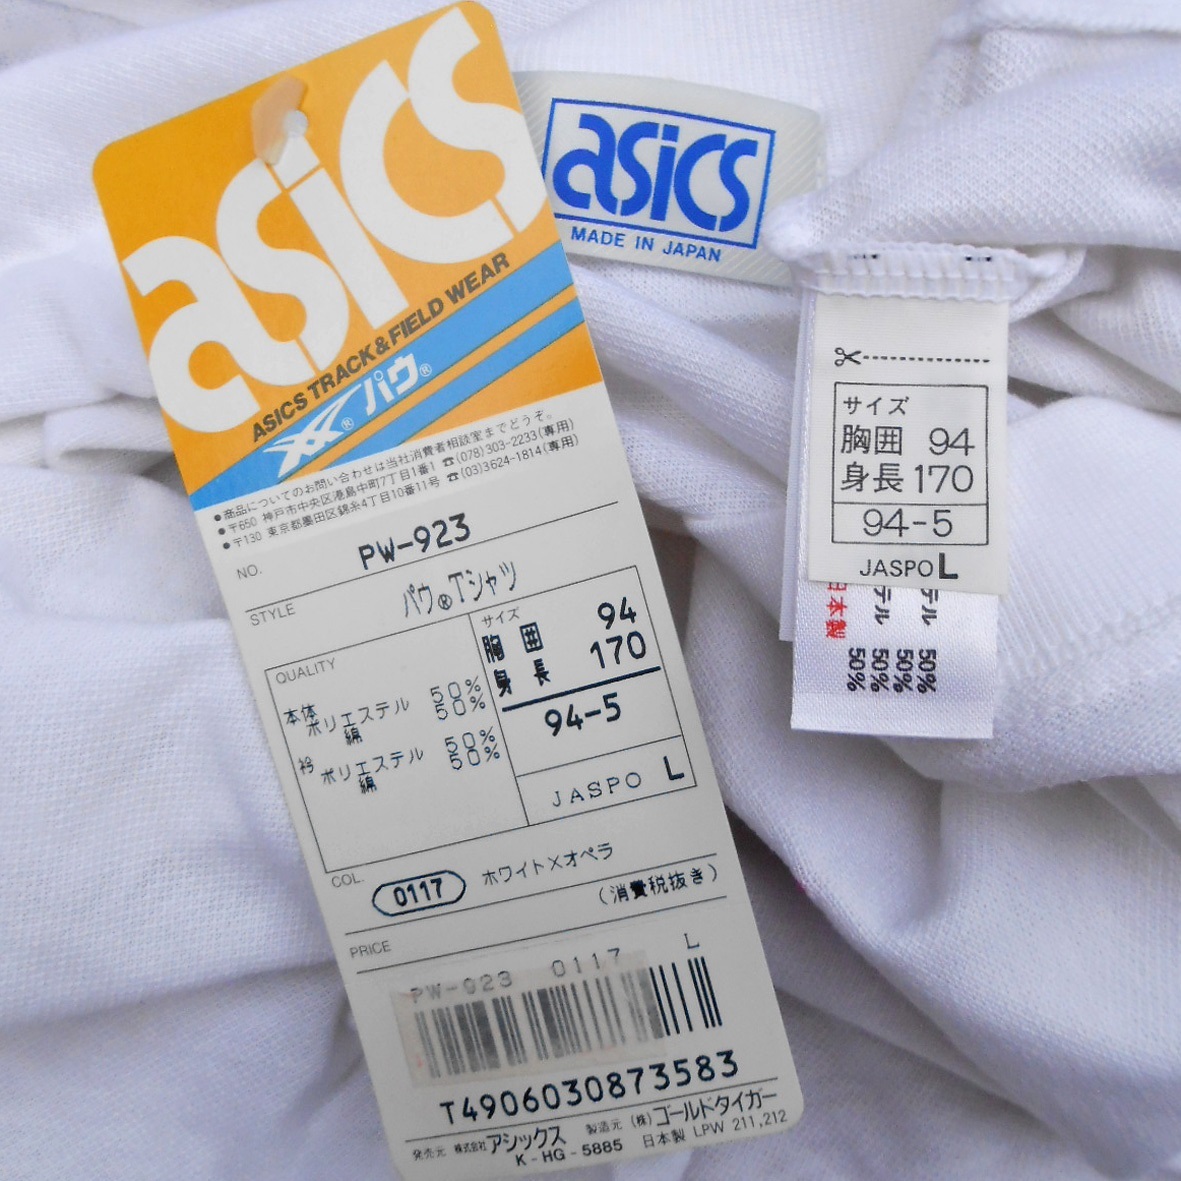 asics
ASICS TRACK & FIELD WEAR
® パウ®
●商品についてのお問い合わせは当社消費者相談室までどうぞ。
●〒650 神戸市中央区港島中町7丁目1番1 ☎(078)303-2233(専用)
●〒130 東京都墨田区錦糸4丁目10番11号 ☎(03)3624-1814(専用)
NO. PW-923
STYLE パウ®Tシャツ
QUALITY
本体
ポリエステル 50%
綿 50%
衿
ポリエステル 50%
綿 50%
サイズ
胸囲 94
身長 170
94-5
JASPO L
COL. 0117 ホワイト×オペラ
(消費税抜き)
PRICE
PW-923 0117 L
T4906030873583
発売元 株式会社アシックス 製造元 (株)ゴールドタイガー
K-HG-5885 日本製 LPW 211,212
asics
MADE IN JAPAN
サイズ
胸囲 94
身長 170
94-5
JASPO L
テル 50%
50%
テル 50%
50%
日本製